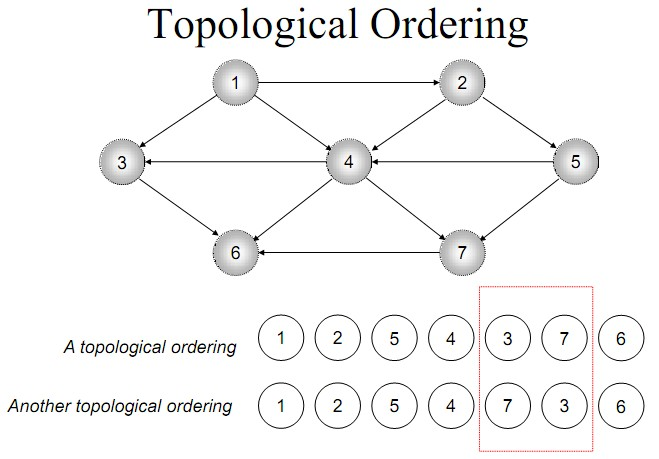 Topological Ordering
1 2
3 4 5
6 7
A topological ordering 1 2 5 4 3 7 6
Another topological ordering 1 2 5 4 7 3 6